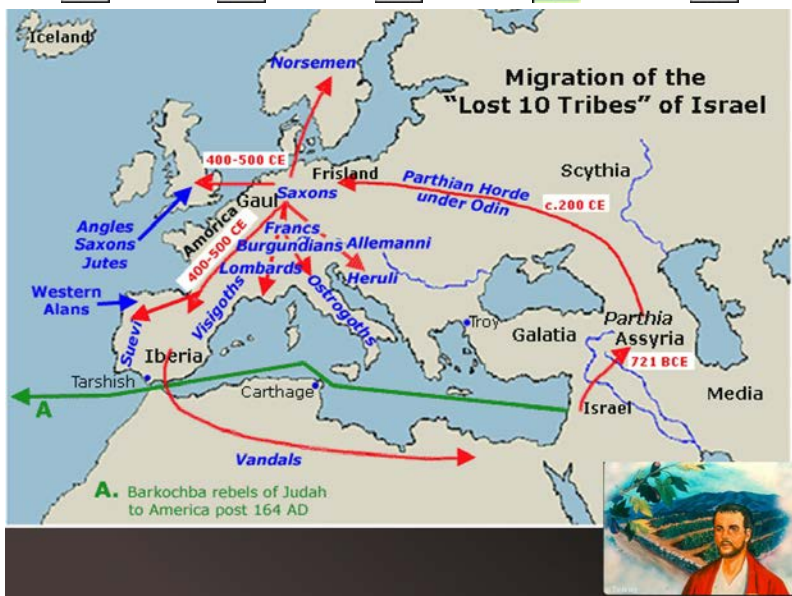 Iceland
Norsemen
Migration of the
"Lost 10 Tribes" of Israel
400-500 CE
Frisland
Parthian Horde
under Odin
Scythia
c.200 CE
Gaul
Saxons
Amorica
Angles
Saxons
Jutes
400-500 CE
Francs
Burgundians
Allemanni
Lombards
Heruli
Western
Alans
Visigoths
Ostrogoths
Suevi
Iberia
Troy
Galatia
Parthia
Assyria
721 BCE
Tarshish
Carthage
Israel
Media
A
Vandals
A. Barkochba rebels of Judah
to America post 164 AD